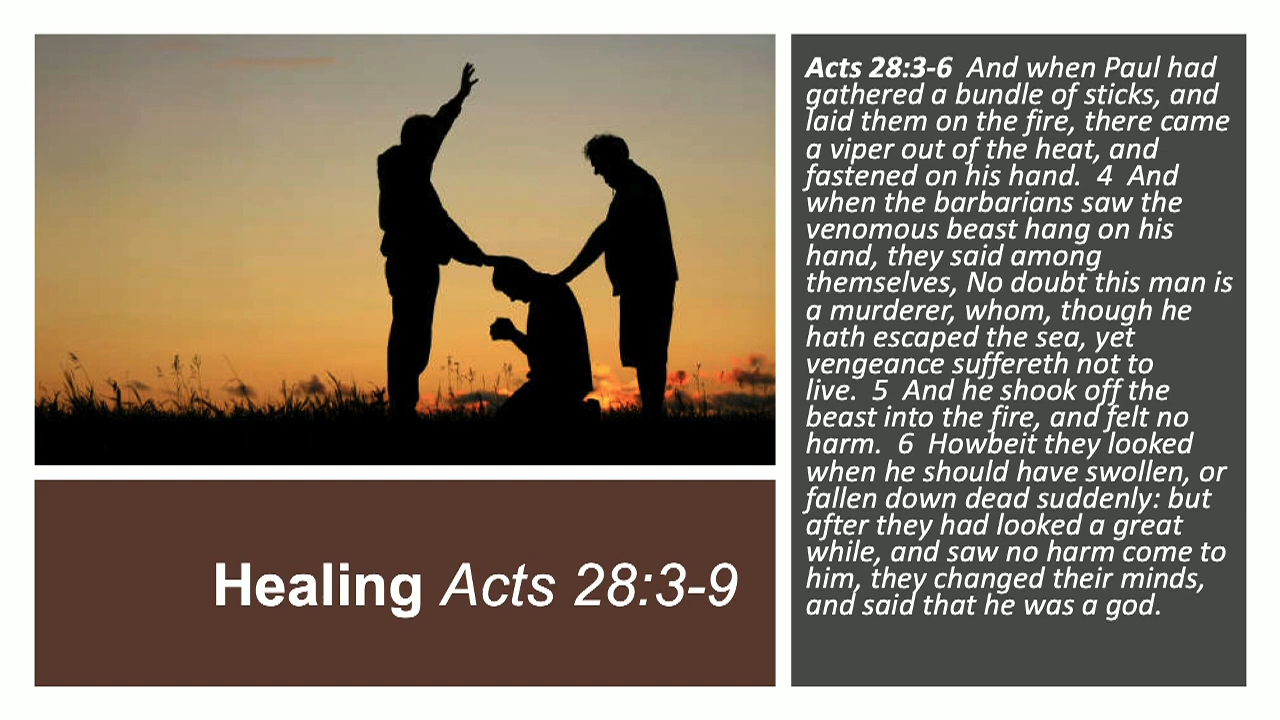 Acts 28:3-6  And when Paul had
gathered a bundle of sticks, and
laid them on the fire, there came
a viper out of the heat, and
fastened on his hand.  4  And
when the barbarians saw the
venomous beast hang on his
hand, they said among
themselves, No doubt this man is
a murderer, whom, though he
hath escaped the sea, yet
vengeance suffereth not to
live.  5  And he shook off the
beast into the fire, and felt no
harm.  6  Howbeit they looked
when he should have swollen, or
fallen down dead suddenly: but
after they had looked a great
while, and saw no harm come to
him, they changed their minds,
and said that he was a god.
Healing Acts 28:3-9